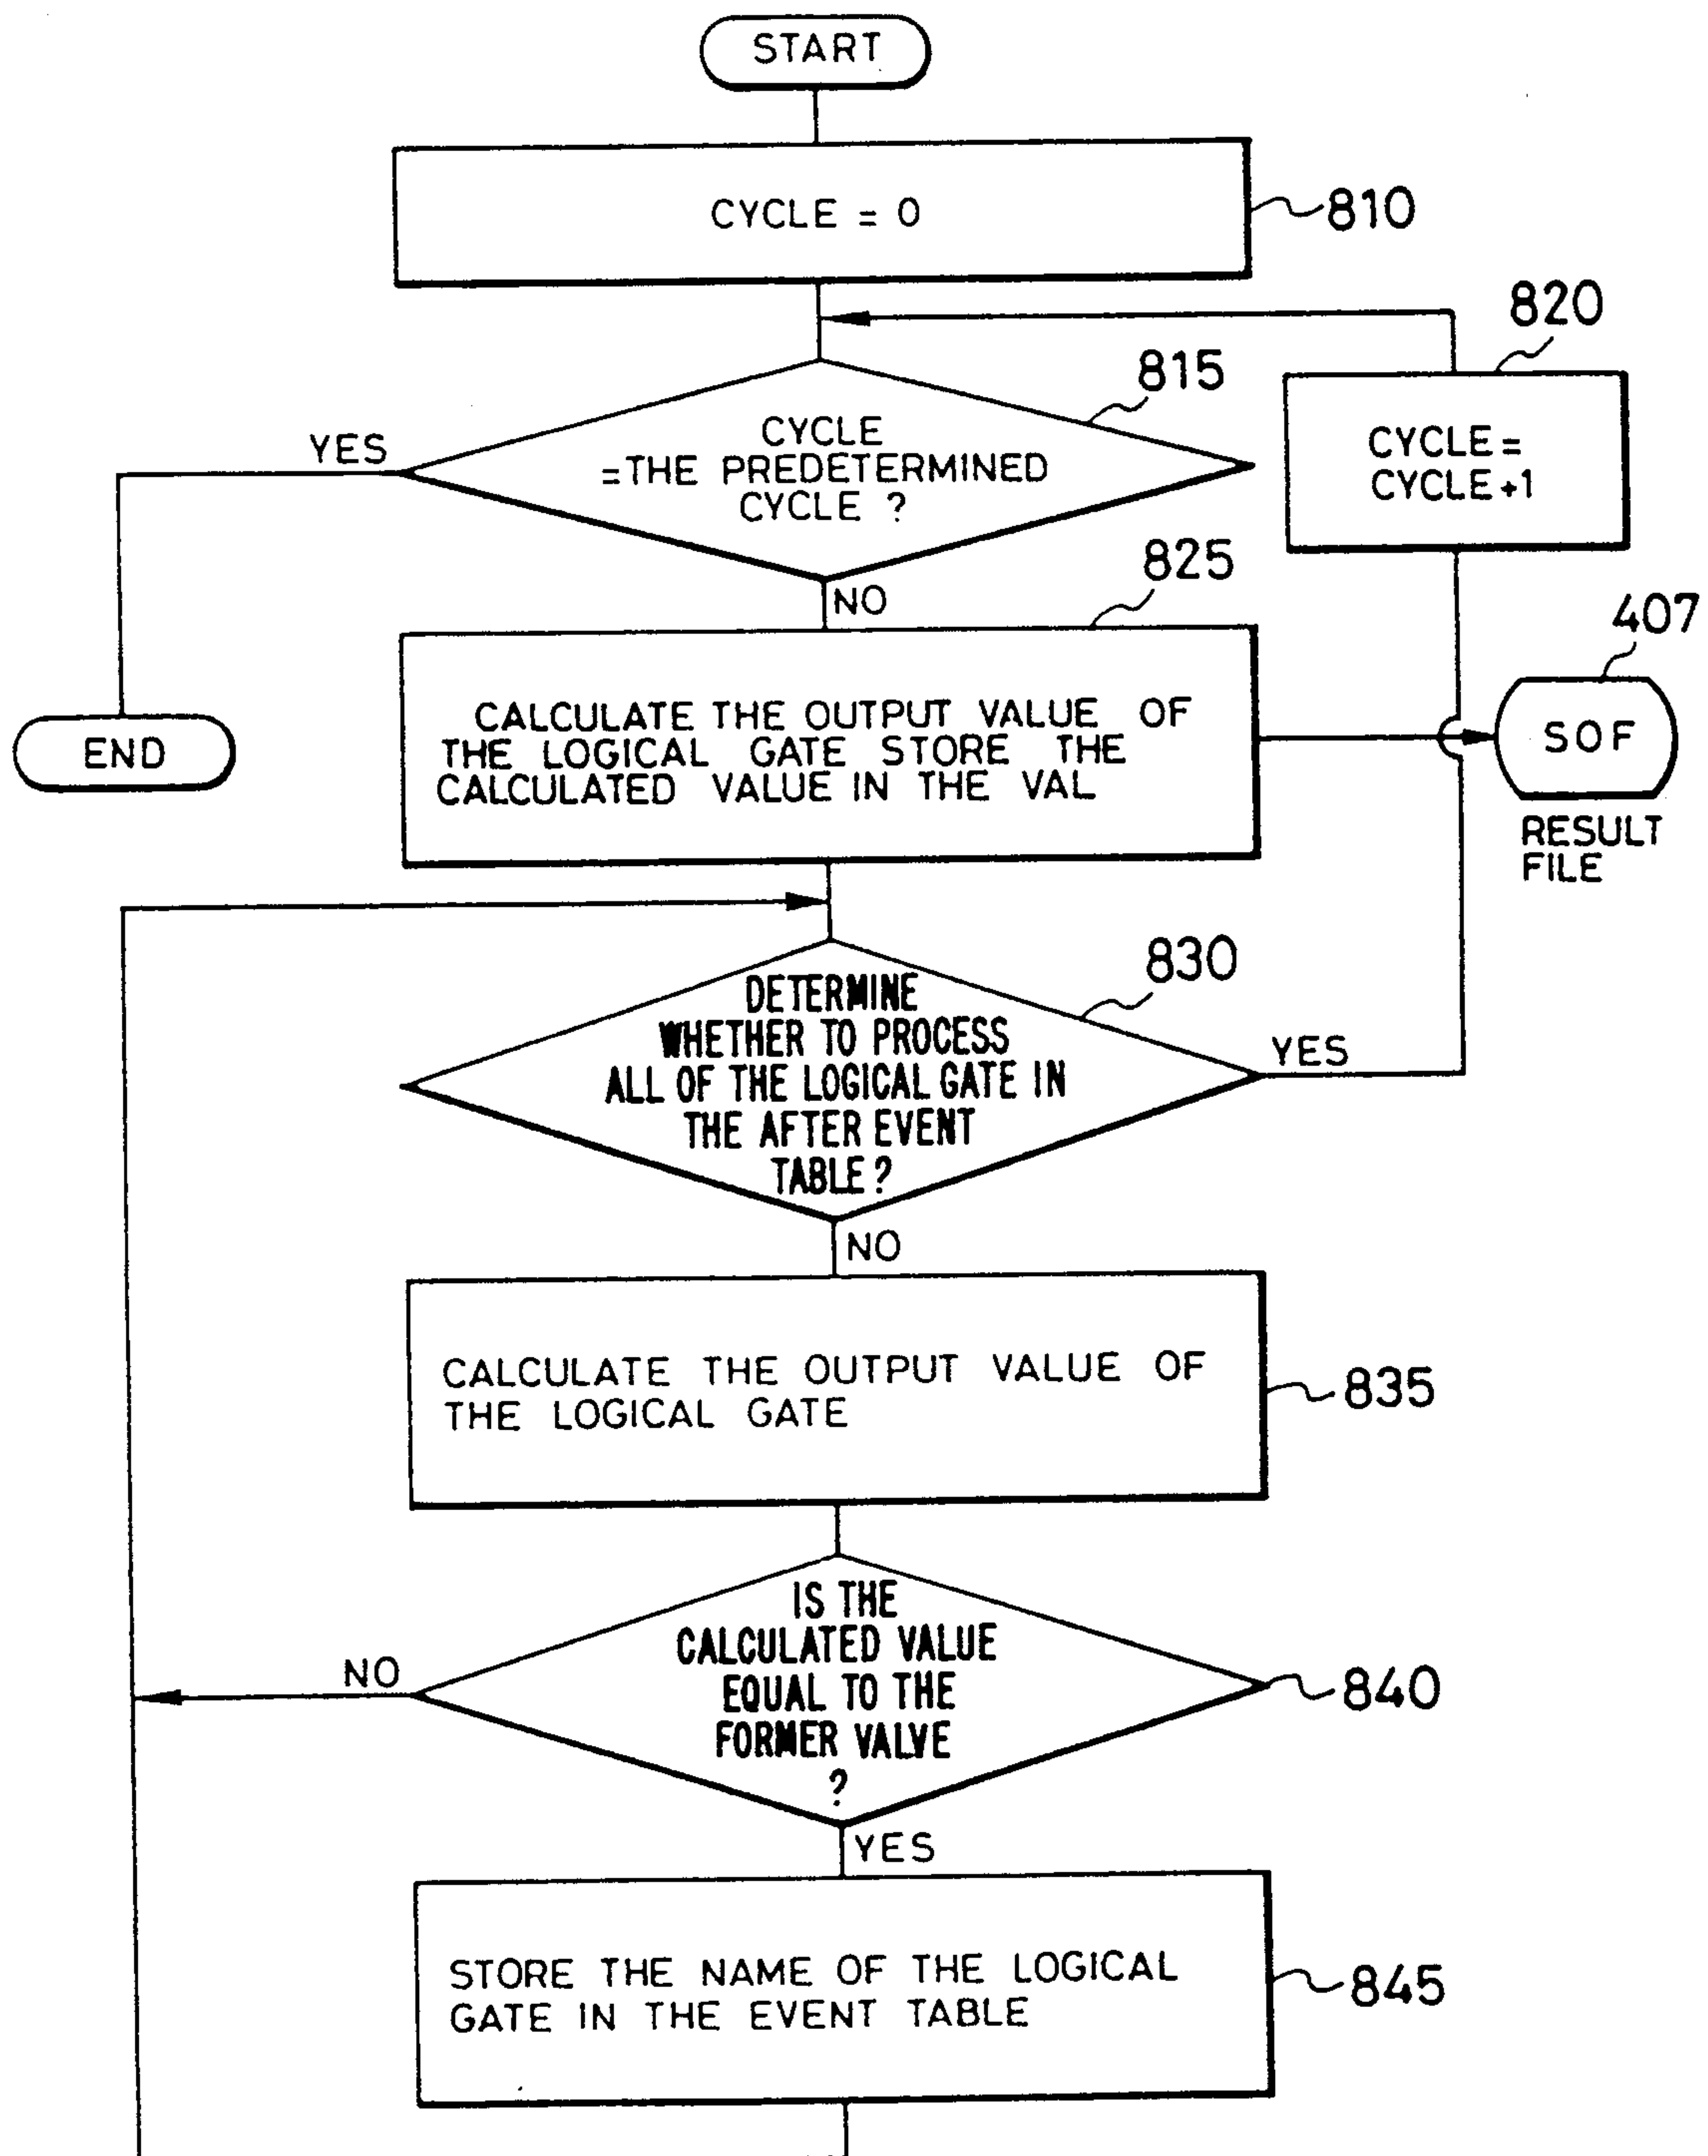 START
CYCLE = 0
810
820
815
CYCLE
=THE PREDETERMINED
CYCLE ?
YES
CYCLE =
CYCLE +1
NO
825
407
CALCULATE THE OUTPUT VALUE OF
THE LOGICAL GATE STORE THE
CALCULATED VALUE IN THE VAL
END
SOF
RESULT
FILE
830
DETERMINE
WHETHER TO PROCESS
ALL OF THE LOGICAL GATE IN
THE AFTER EVENT
TABLE?
YES
NO
CALCULATE THE OUTPUT VALUE OF
THE LOGICAL GATE
835
IS THE
CALCULATED VALUE
EQUAL TO THE
FORMER VALVE
?
NO
840
YES
STORE THE NAME OF THE LOGICAL
GATE IN THE EVENT TABLE
845